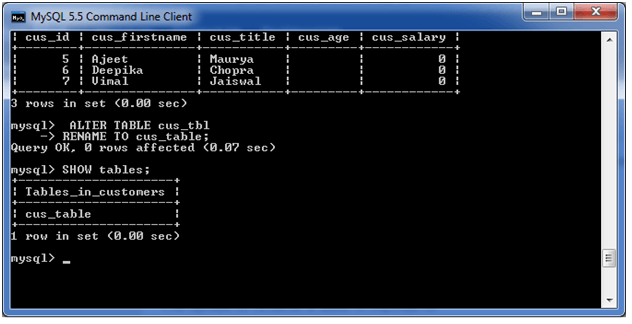 MySQL 5.5 Command Line Client
| cus_id | cus_firstname | cus_title | cus_age | cus_salary |
| 5 | Ajeet | Maurya | | 0 |
| 6 | Deepika | Chopra | | 0 |
| 7 | Vimal | Jaiswal | | 0 |
3 rows in set (0.00 sec)
mysql> ALTER TABLE cus_tbl
-> RENAME TO cus_table;
Query OK, 0 rows affected (0.07 sec)
mysql> SHOW tables;
| Tables_in_customers |
| cus_table |
1 row in set (0.00 sec)
mysql> _